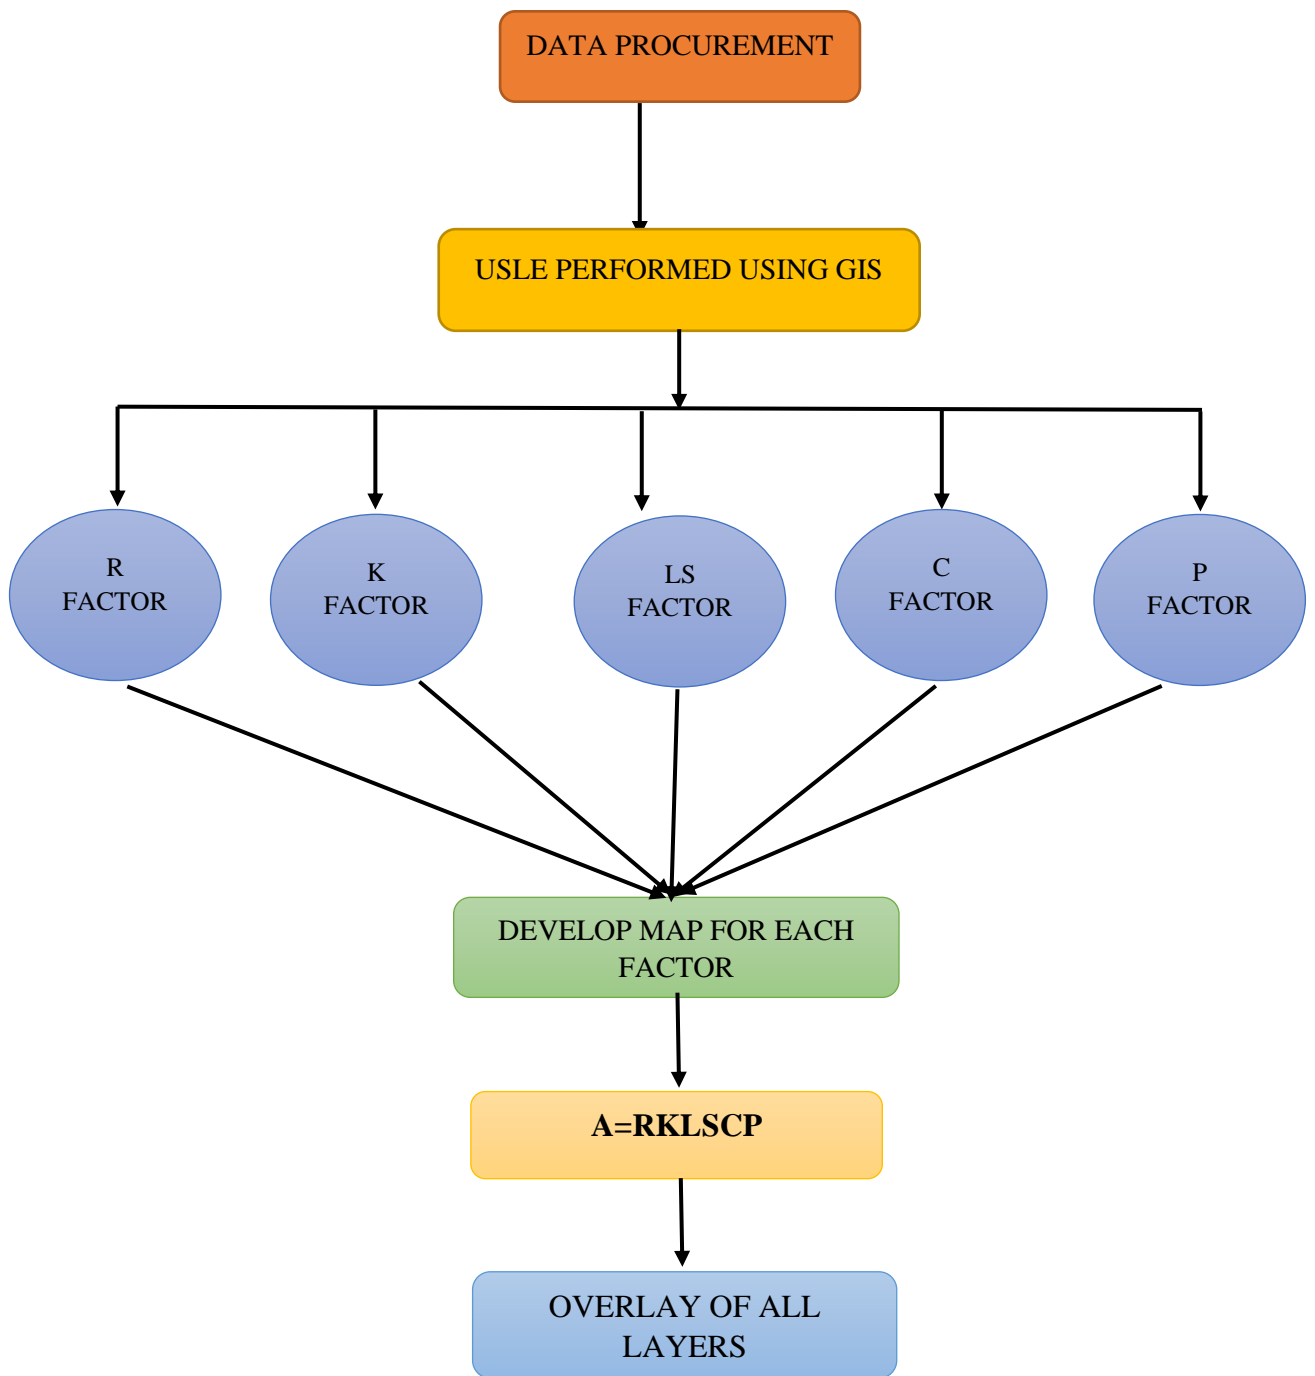 DATA PROCUREMENT
USLE PERFORMED USING GIS
R
FACTOR
K
FACTOR
LS
FACTOR
C
FACTOR
P
FACTOR
DEVELOP MAP FOR EACH
FACTOR
A=RKLSCP
OVERLAY OF ALL
LAYERS